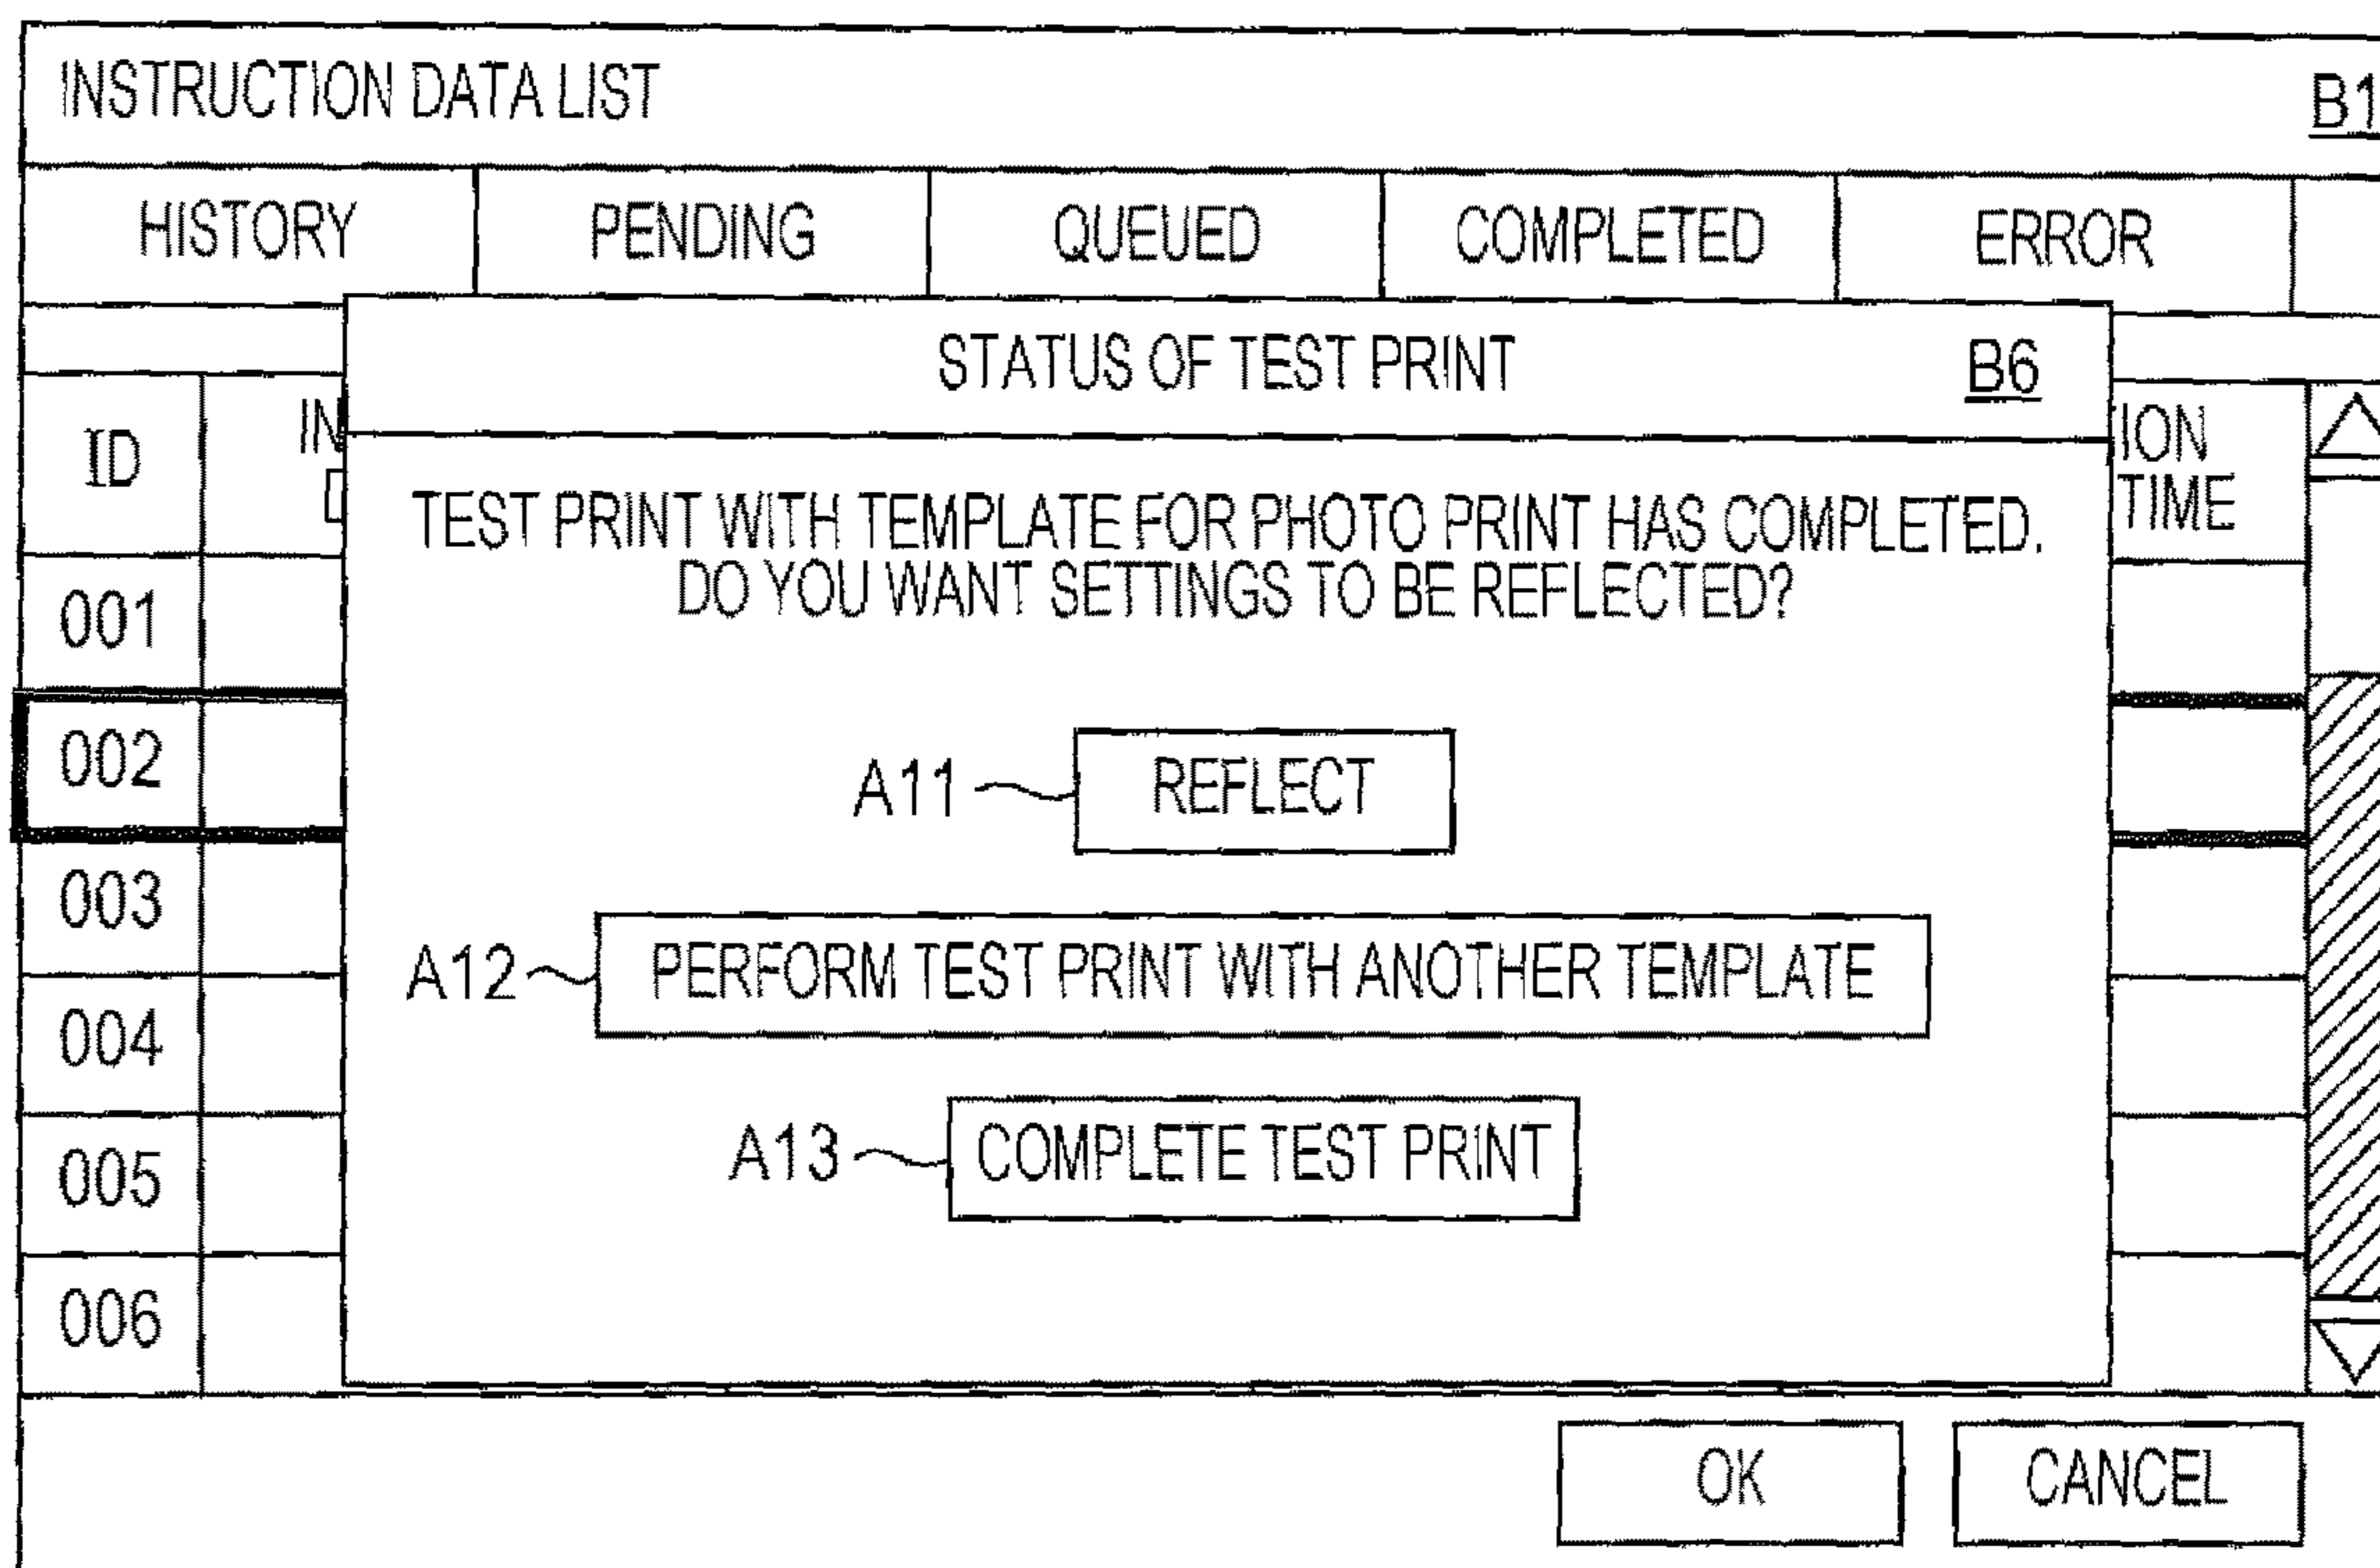 INSTRUCTION DATA LIST B1
HISTORY PENDING QUEUED COMPLETED ERROR
STATUS OF TEST PRINT B6
ID
TIME
TEST PRINT WITH TEMPLATE FOR PHOTO PRINT HAS COMPLETED.
DO YOU WANT SETTINGS TO BE REFLECTED?
001
002
A11 REFLECT
003
A12 PERFORM TEST PRINT WITH ANOTHER TEMPLATE
004
A13 COMPLETE TEST PRINT
005
006
OK CANCEL